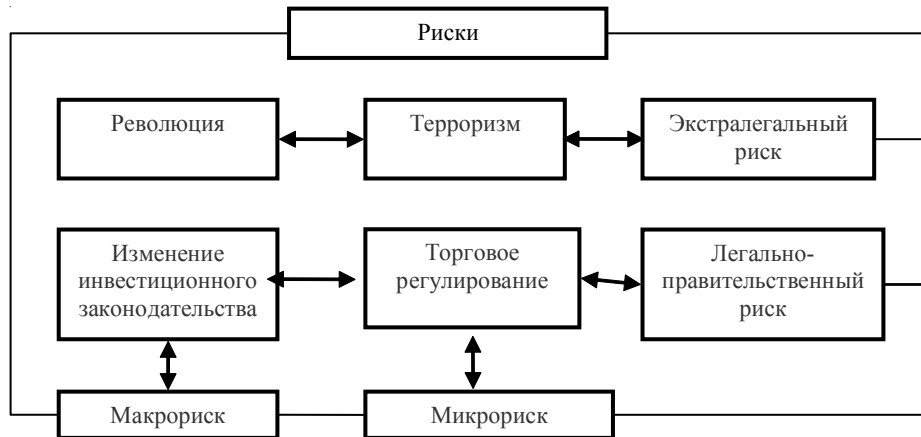 Риски
Революция
Терроризм
Экстралегальный
риск
Изменение
инвестиционного
законодательства
Торговое
регулирование
Легально-
правительственный
риск
Макрориск
Микрориск